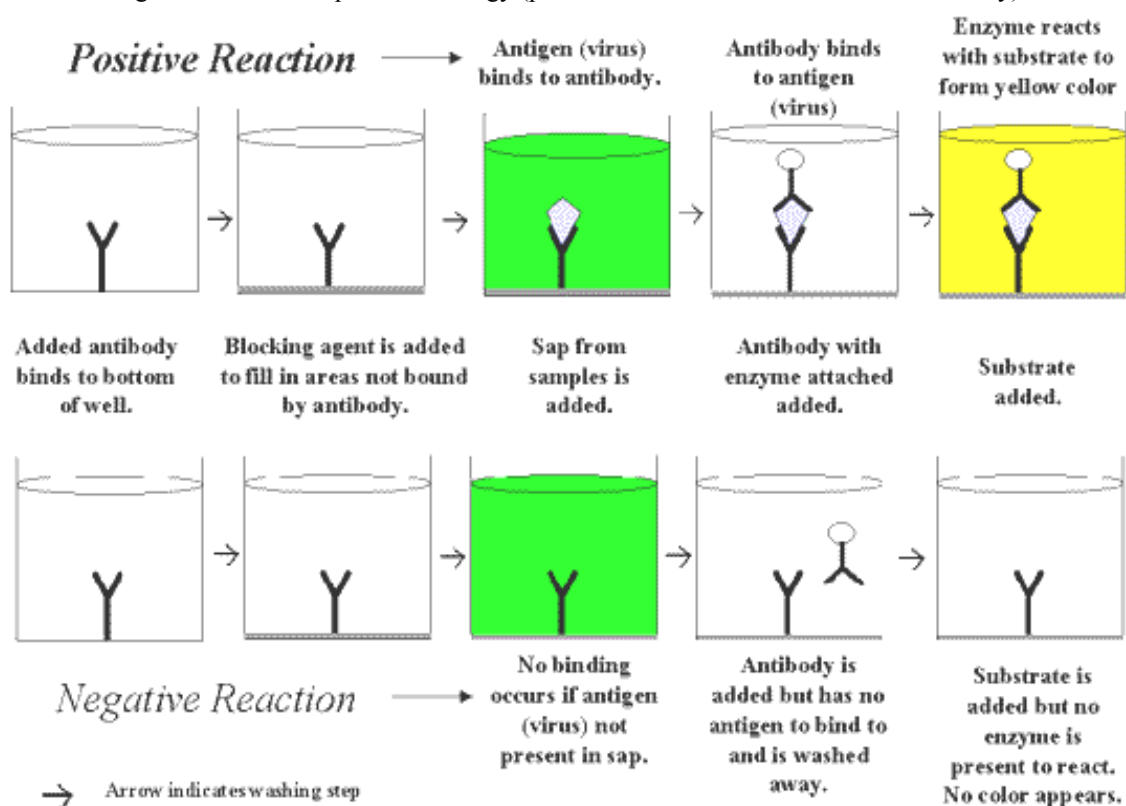 Positive Reaction
Antigen (virus)
binds to antibody.
Antibody binds
to antigen
(virus)
Enzyme reacts
with substrate to
form yellow color
Added antibody
binds to bottom
of well.
Blocking agent is added
to fill in areas not bound
by antibody.
Sap from
samples is
added.
Antibody with
enzyme attached
added.
Substrate
added.
Negative Reaction
No binding
occurs if antigen
(virus) not
present in sap.
Antibody is
added but has no
antigen to bind to
and is washed
away.
Substrate is
added but no
enzyme is
present to react.
No color appears.
Arrow indicates washing step